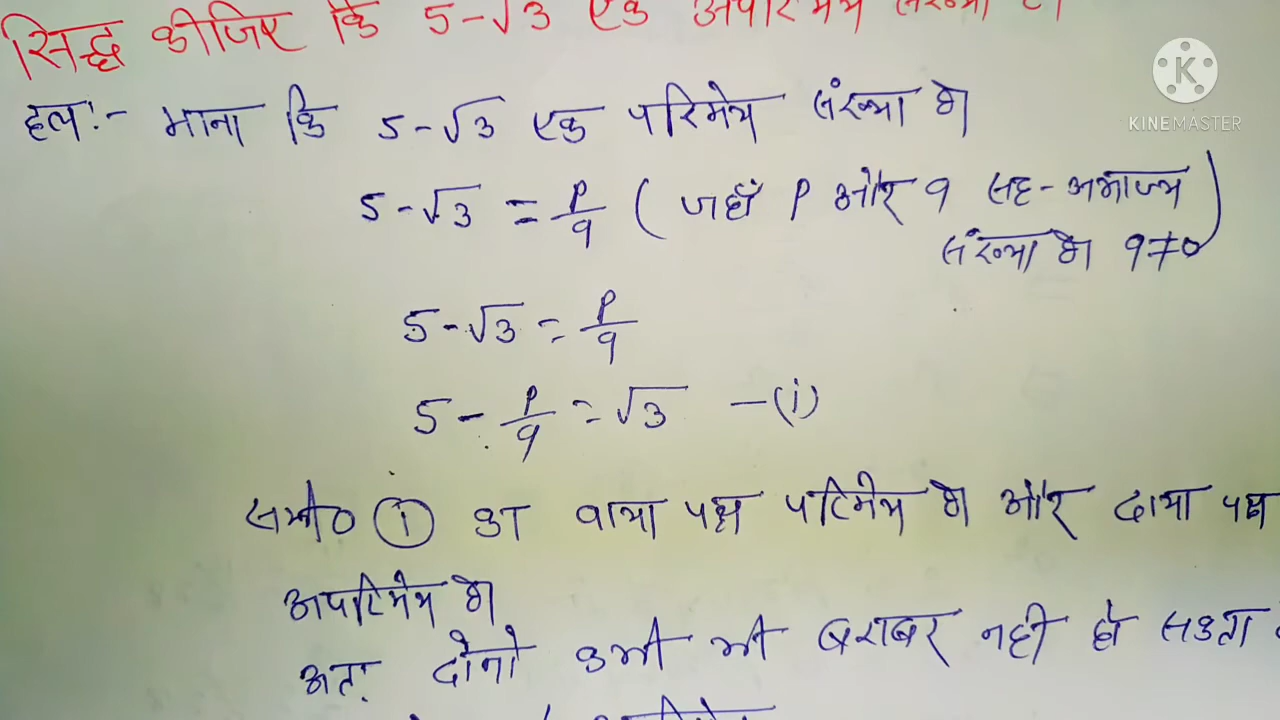 सिद्ध कीजिए कि 5-√3 एक अपरिमेय संख्या है।
K
KINEMASTER
हल:- माना कि 5-√3 एक परिमेय संख्या है
5-√3 = p/q ( जहाँ p और q सह-अभाज्य
संख्या है q≠0 )
5-√3 = p/q
5 - p/q = √3 —(i)
समी० (i) का बाया पक्ष परिमेय है और दाया पक्ष
अपरिमेय है
अतः दोनो कभी भी बराबर नही हो सकता